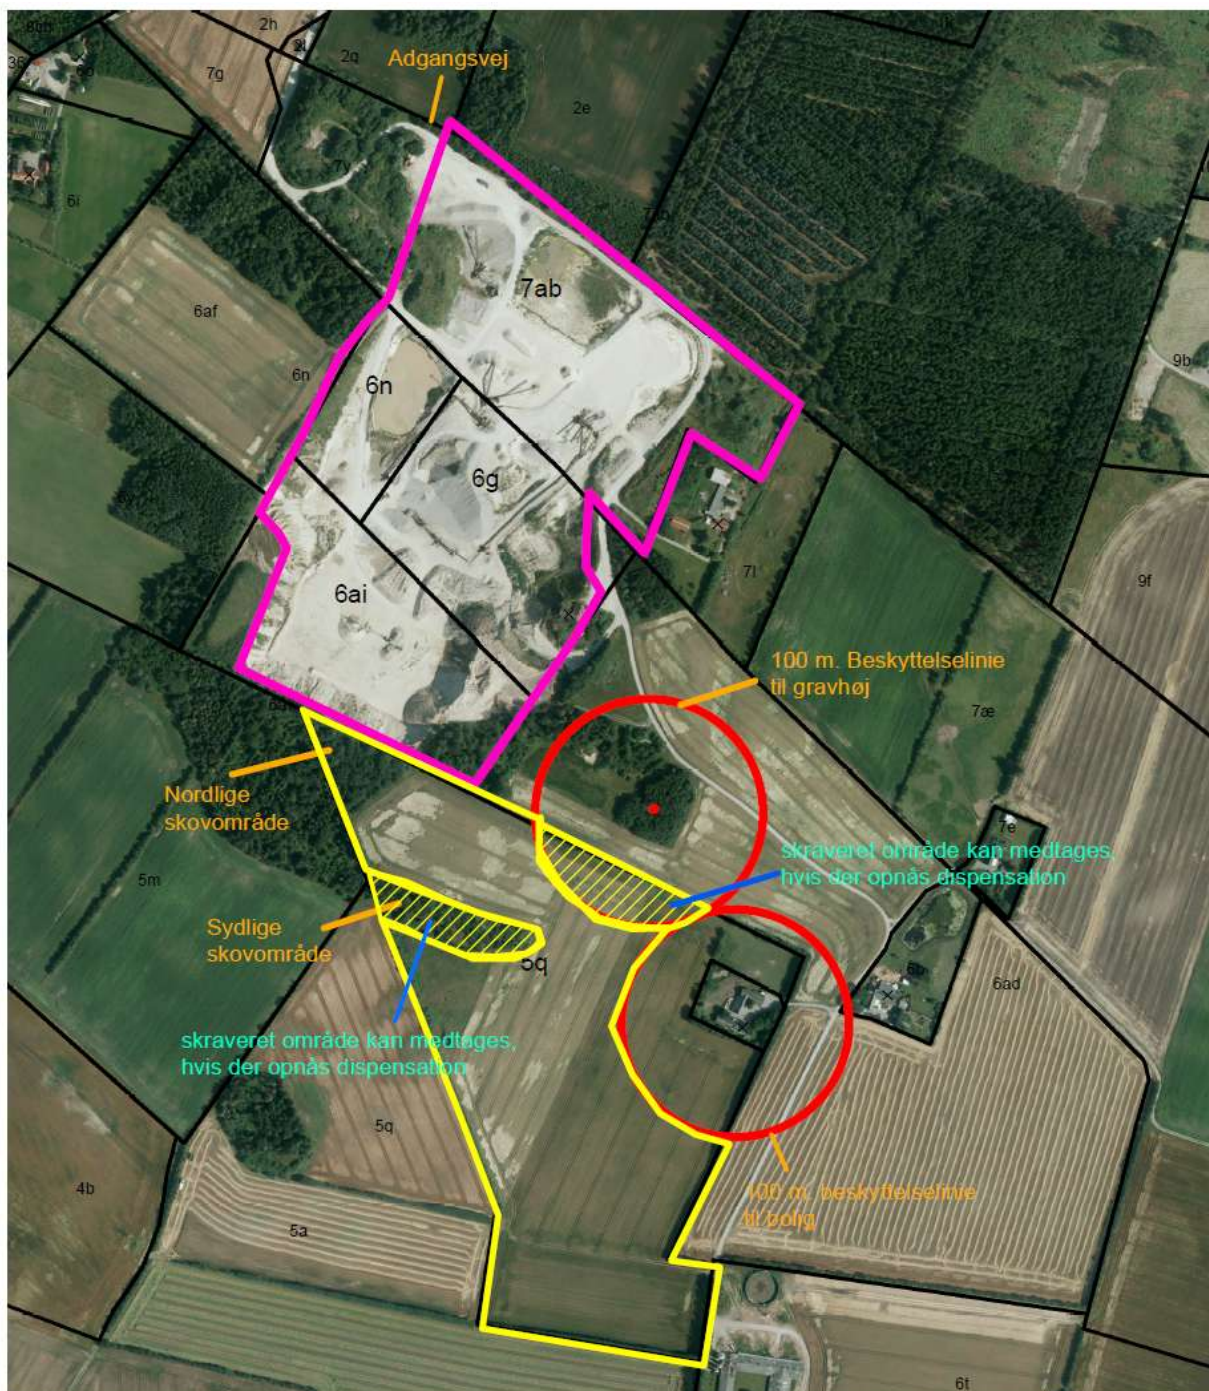 2h
2q
7g
Adgangsvej
2e
6i
7ab
6af
9b
6n
6n
6g
9f
6ai
7l
100 m. Beskyttelselinie
til gravhøj
7æ
Nordlige
skovområde
7e
skraveret område kan medtages,
hvis der opnås dispensation
5m
Sydlige
skovområde
5q
6b
6ad
skraveret område kan medtages,
hvis der opnås dispensation
5q
4b
100 m. beskyttelselinie
til bolig
5a
6t